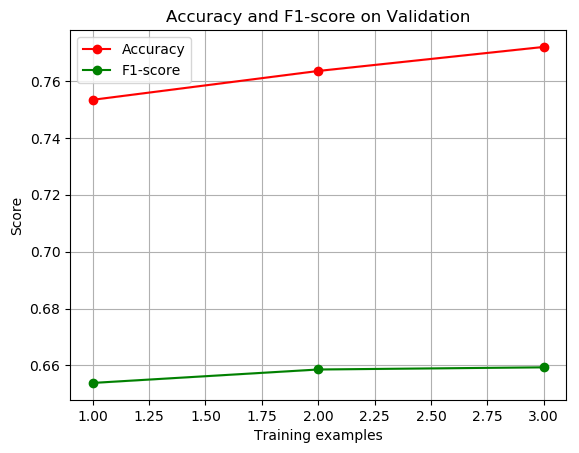 Accuracy and F1-score on Validation
Accuracy
F1-score
0.76
0.74
0.72
0.70
0.68
0.66
Score
1.00 1.25 1.50 1.75 2.00 2.25 2.50 2.75 3.00
Training examples